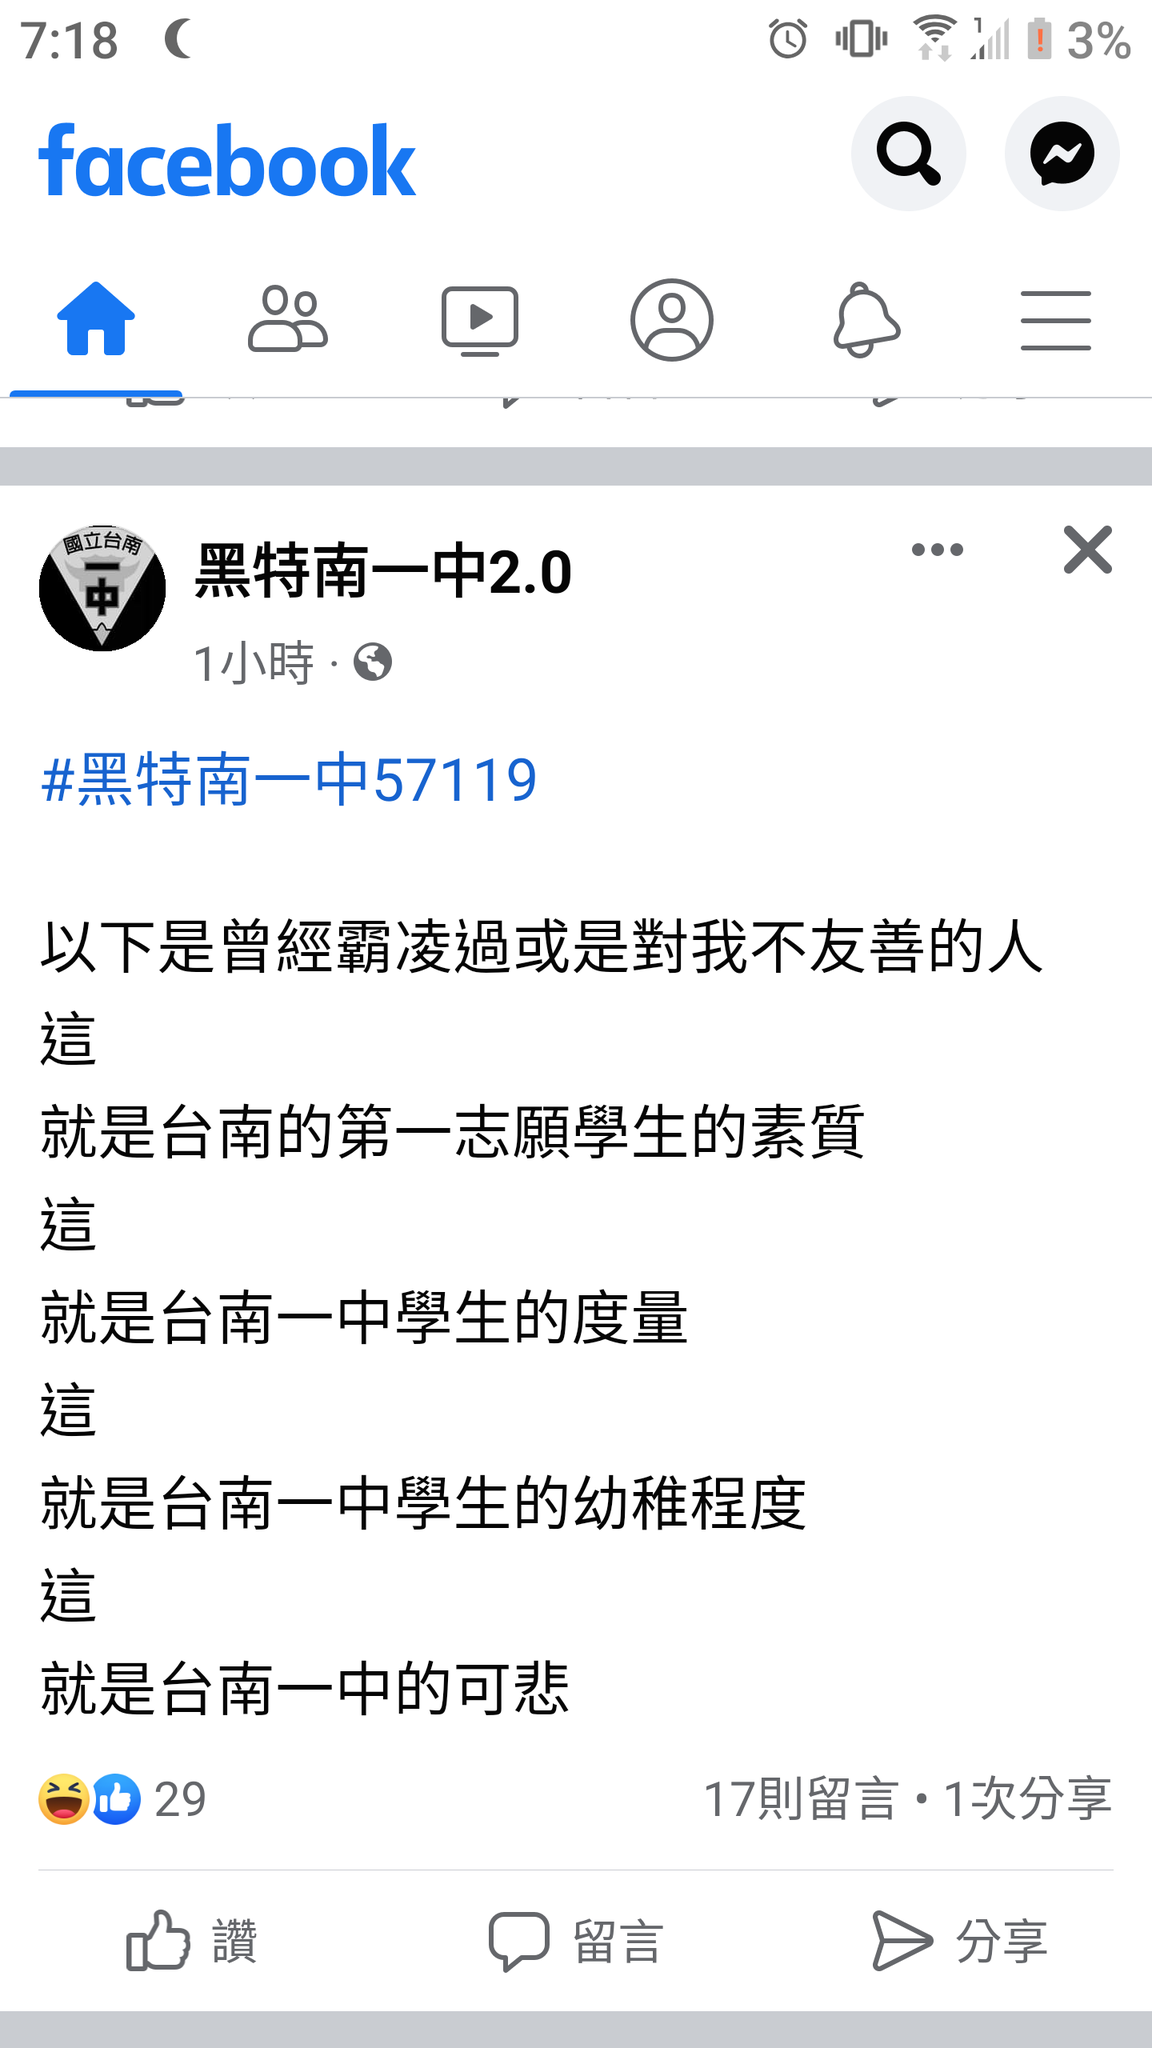 7:18
1
3%
facebook
國立台南
一中
黑特南一中2.0
1小時 ·
#黑特南一中57119
以下是曾經霸凌過或是對我不友善的人
這
就是台南的第一志願學生的素質
這
就是台南一中學生的度量
這
就是台南一中學生的幼稚程度
這
就是台南一中的可悲
29
17則留言 • 1次分享
讚
留言
分享